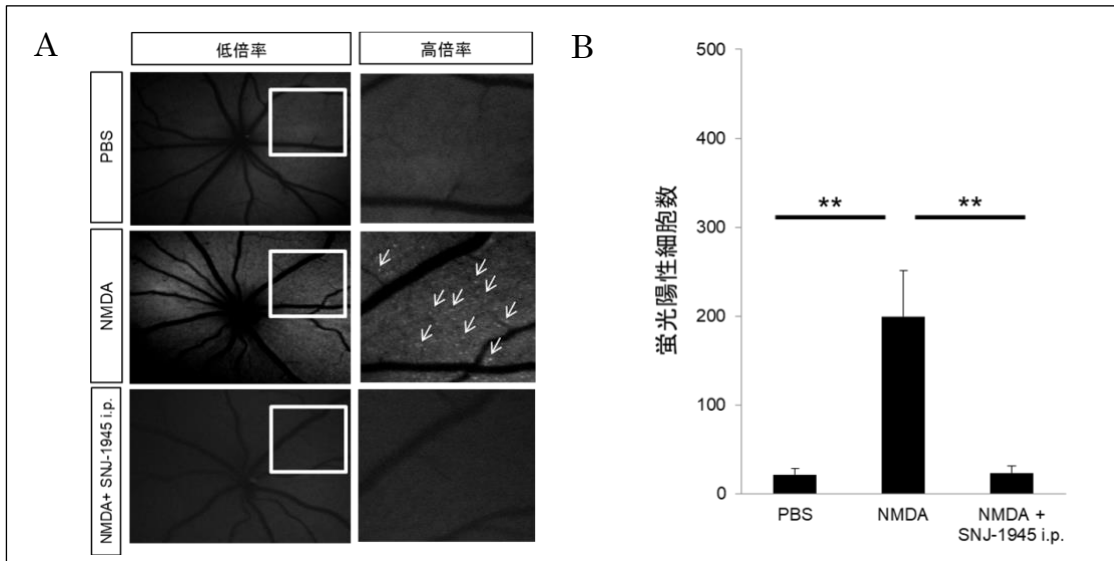 A
低倍率
高倍率
PBS
NMDA
NMDA+ SNJ-1945 i.p.
B
蛍光陽性細胞数
500
400
300
200
100
0
**
**
PBS
NMDA
NMDA +
SNJ-1945 i.p.